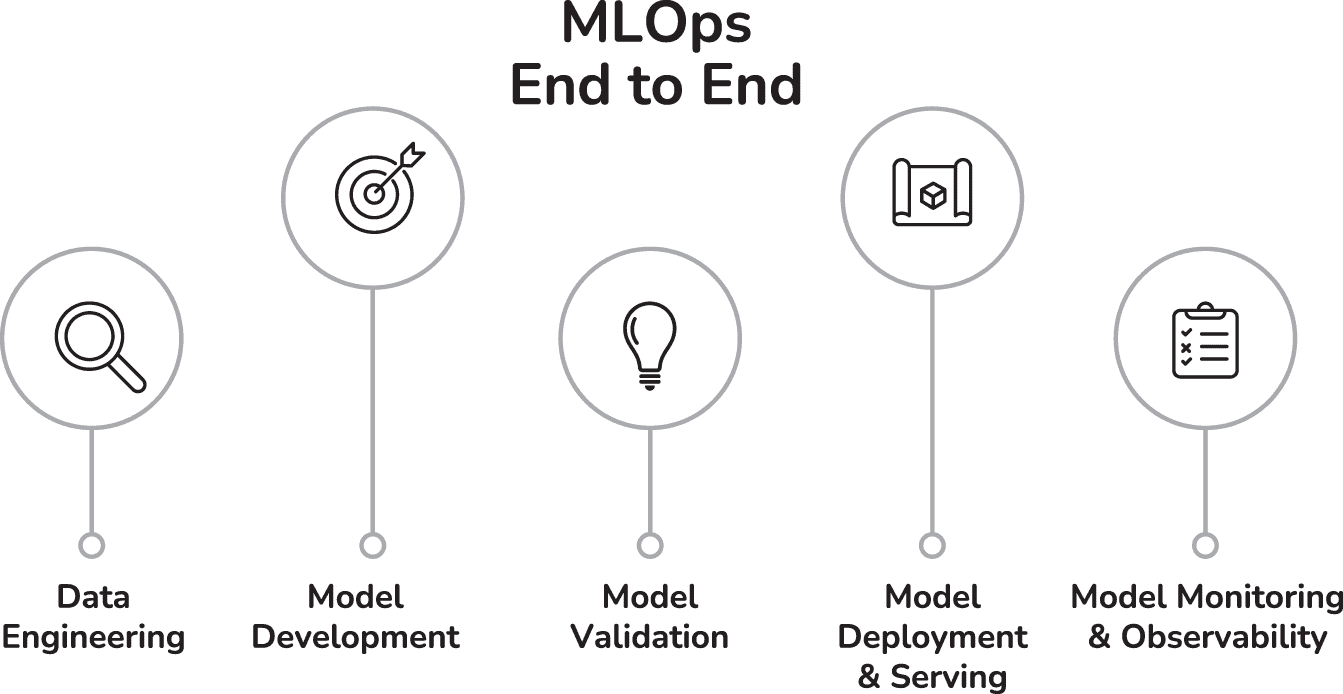 MLOps
End to End
Data
Engineering
Model
Development
Model
Validation
Model
Deployment
& Serving
Model Monitoring
& Observability